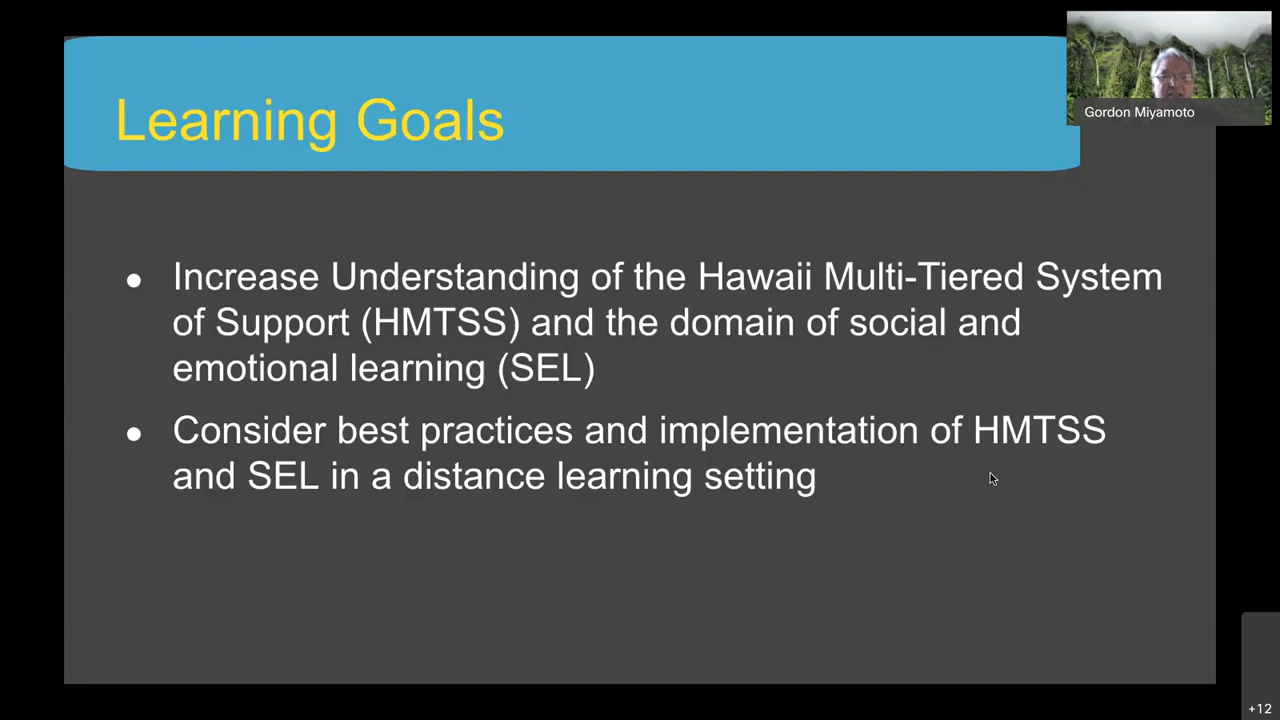 Learning Goals
Gordon Miyamoto
● Increase Understanding of the Hawaii Multi-Tiered System
of Support (HMTSS) and the domain of social and
emotional learning (SEL)
● Consider best practices and implementation of HMTSS
and SEL in a distance learning setting
+12